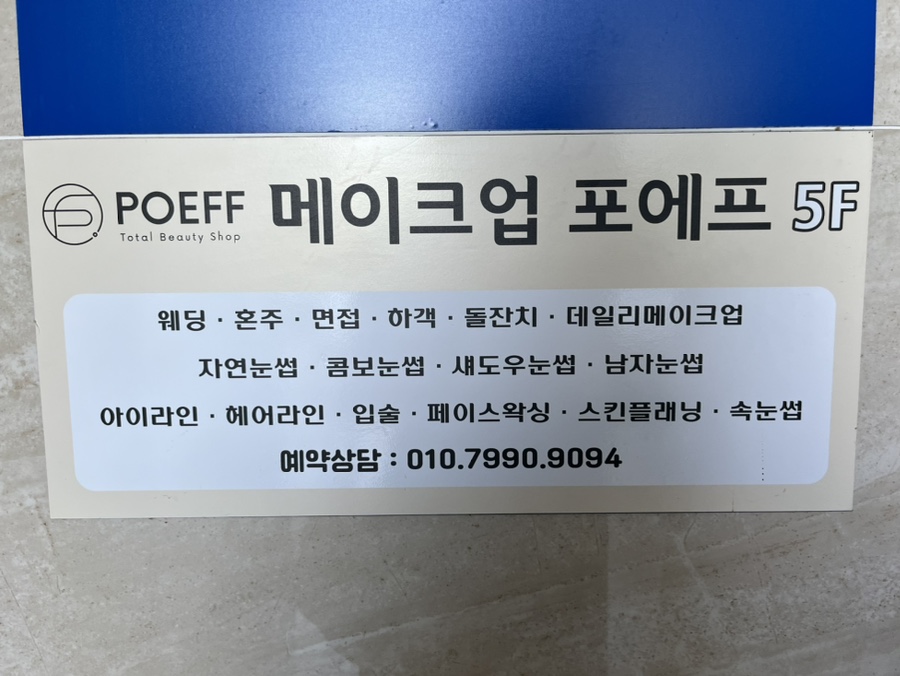 POEFF 메이크업 포에프 5F
Total Beauty Shop
웨딩 · 혼주 · 면접 · 하객 · 돌잔치 · 데일리메이크업
자연눈썹 · 콤보눈썹 · 섀도우눈썹 · 남자눈썹
아이라인 · 헤어라인 · 입술 · 페이스왁싱 · 스킨플래닝 · 속눈썹
예약상담 : 010.7990.9094